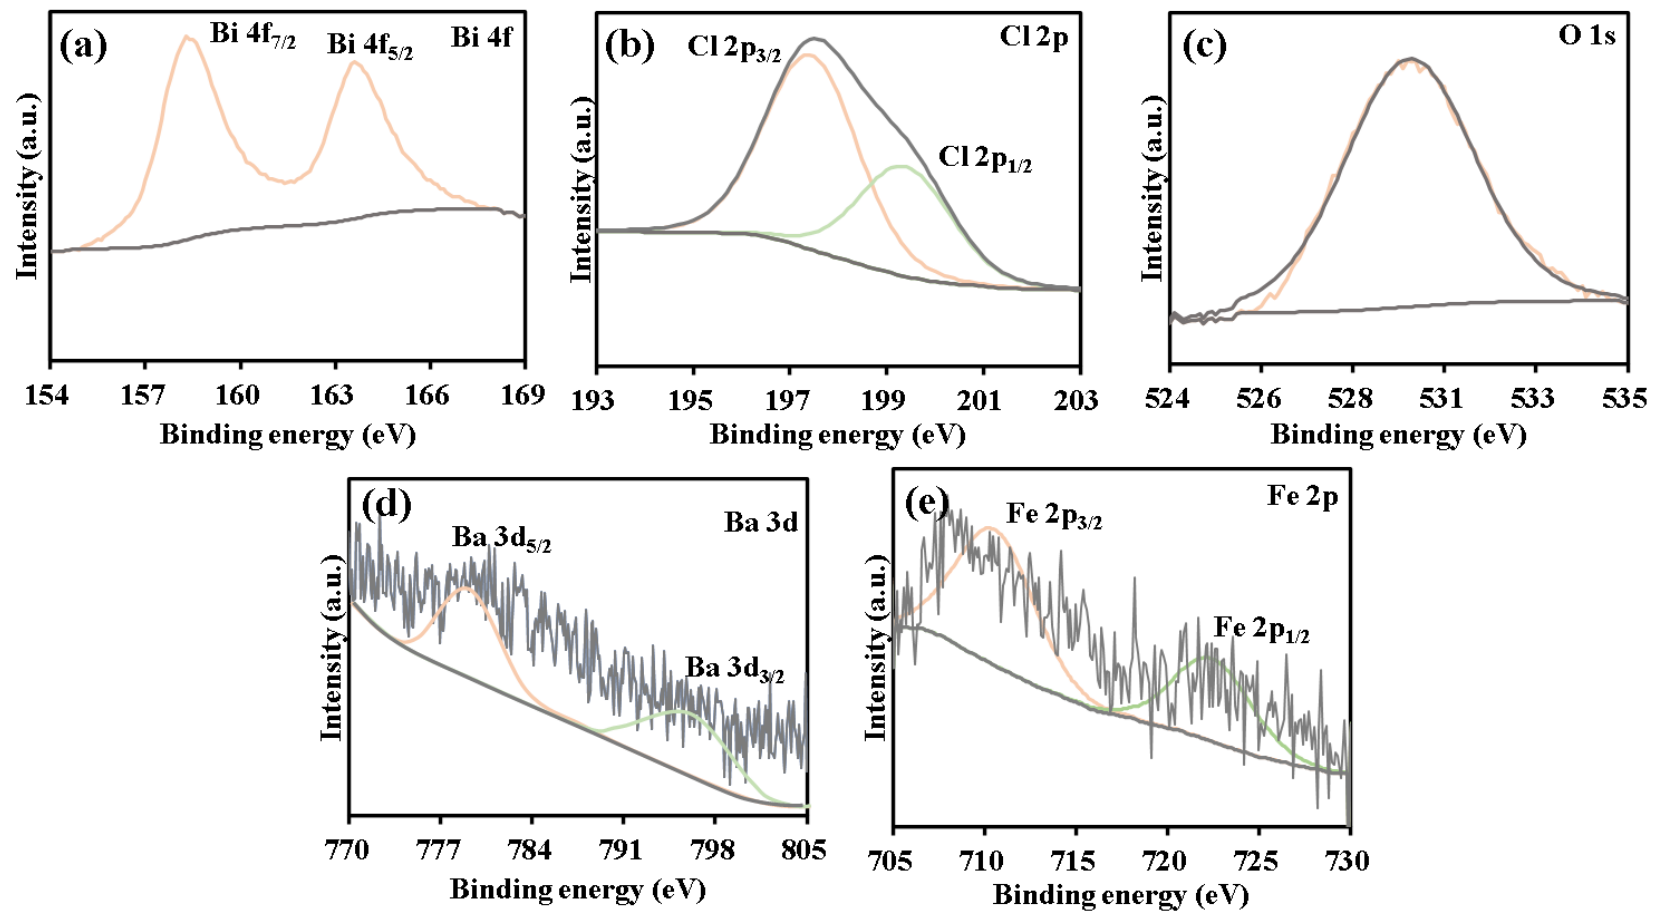 (a)
Bi 4f7/2
Bi 4f5/2
Bi 4f
Intensity (a.u.)
154 157 160 163 166 169
Binding energy (eV)
(b)
Cl 2p3/2
Cl 2p
Cl 2p1/2
Intensity (a.u.)
193 195 197 199 201 203
Binding energy (eV)
(c)
O 1s
Intensity (a.u.)
524 526 528 531 533 535
Binding energy (eV)
(d)
Ba 3d
Ba 3d5/2
Ba 3d3/2
Intensity (a.u.)
770 777 784 791 798 805
Binding energy (eV)
(e)
Fe 2p
Fe 2p3/2
Fe 2p1/2
Intensity (a.u.)
705 710 715 720 725 730
Binding energy (eV)